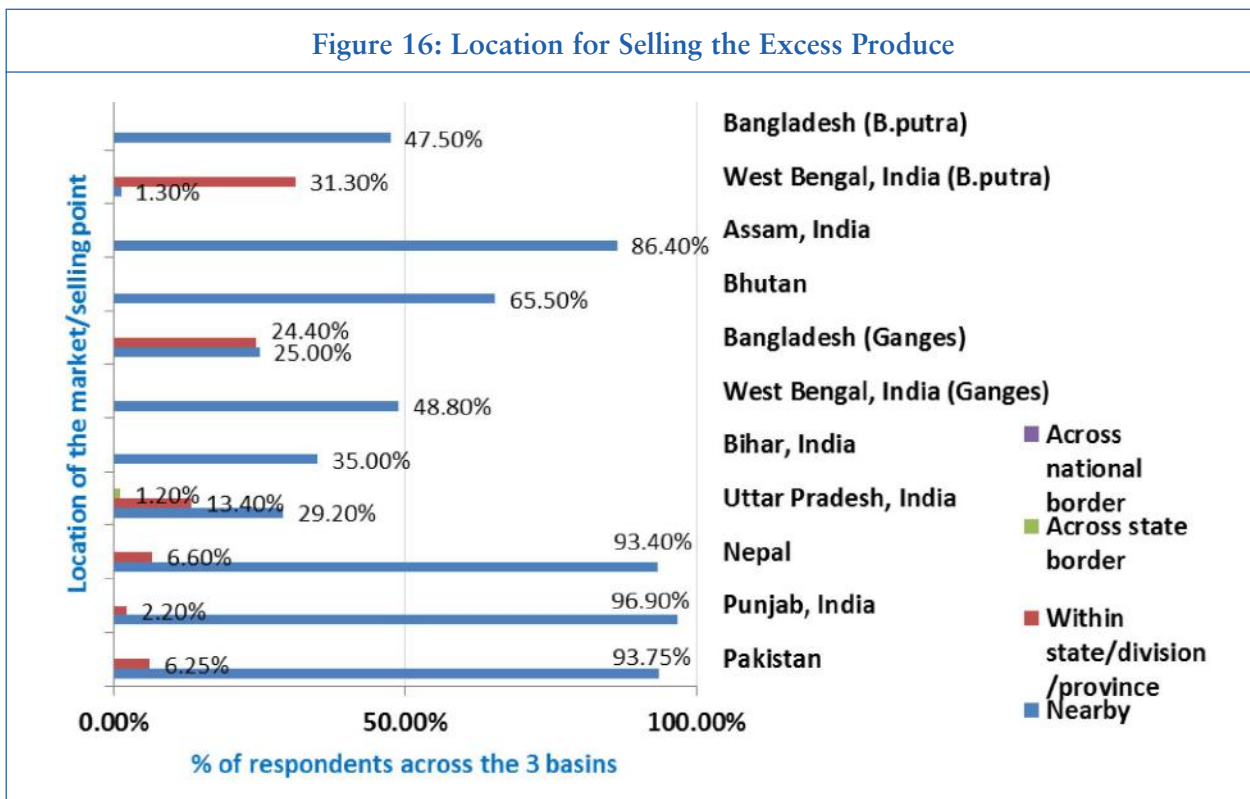 Figure 16: Location for Selling the Excess Produce
Location of the market/selling point
47.50%
Bangladesh (B.putra)
31.30%
1.30%
West Bengal, India (B.putra)
86.40%
Assam, India
65.50%
Bhutan
24.40%
25.00%
Bangladesh (Ganges)
48.80%
West Bengal, India (Ganges)
35.00%
Bihar, India
1.20%
13.40%
29.20%
Uttar Pradesh, India
6.60%
93.40%
Nepal
2.20%
96.90%
Punjab, India
6.25%
93.75%
Pakistan
0.00%
50.00%
100.00%
% of respondents across the 3 basins
Across
national
border
Across state
border
Within
state/division
/province
Nearby